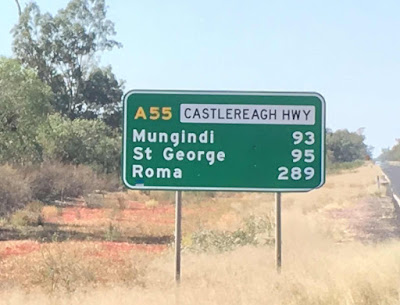 A55 CASTLEREAGH HWY
Mungindi 93
St George 95
Roma 289